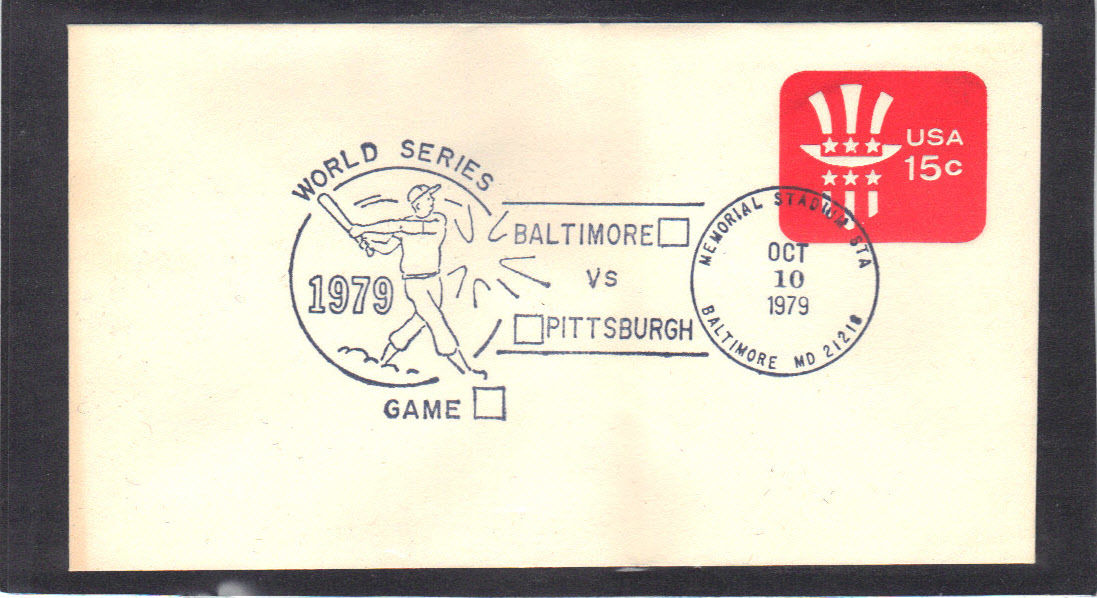 WORLD SERIES
1979
BALTIMORE
VS
PITTSBURGH
GAME
USA
15c
MEMORIAL STADIUM STA
OCT
10
1979
BALTIMORE MD 21218